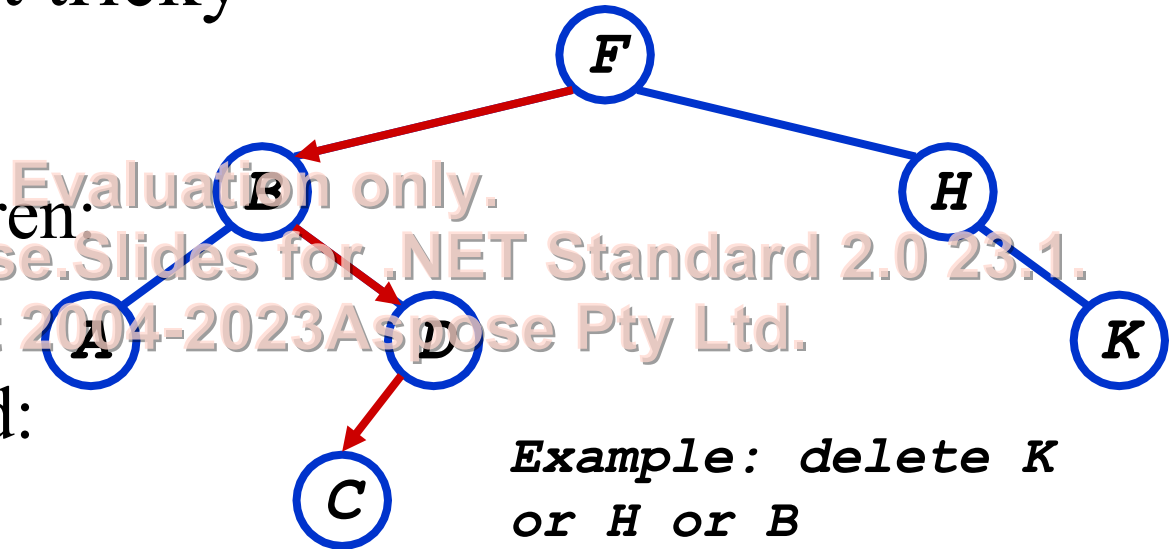 t tricky
F
Evaluation only.
B
H
ren:
se.Slides for .NET Standard 2.0 23.1.
t 2004-2023Aspose Pty Ltd.
A
D
K
d:
Example: delete K
or H or B
C